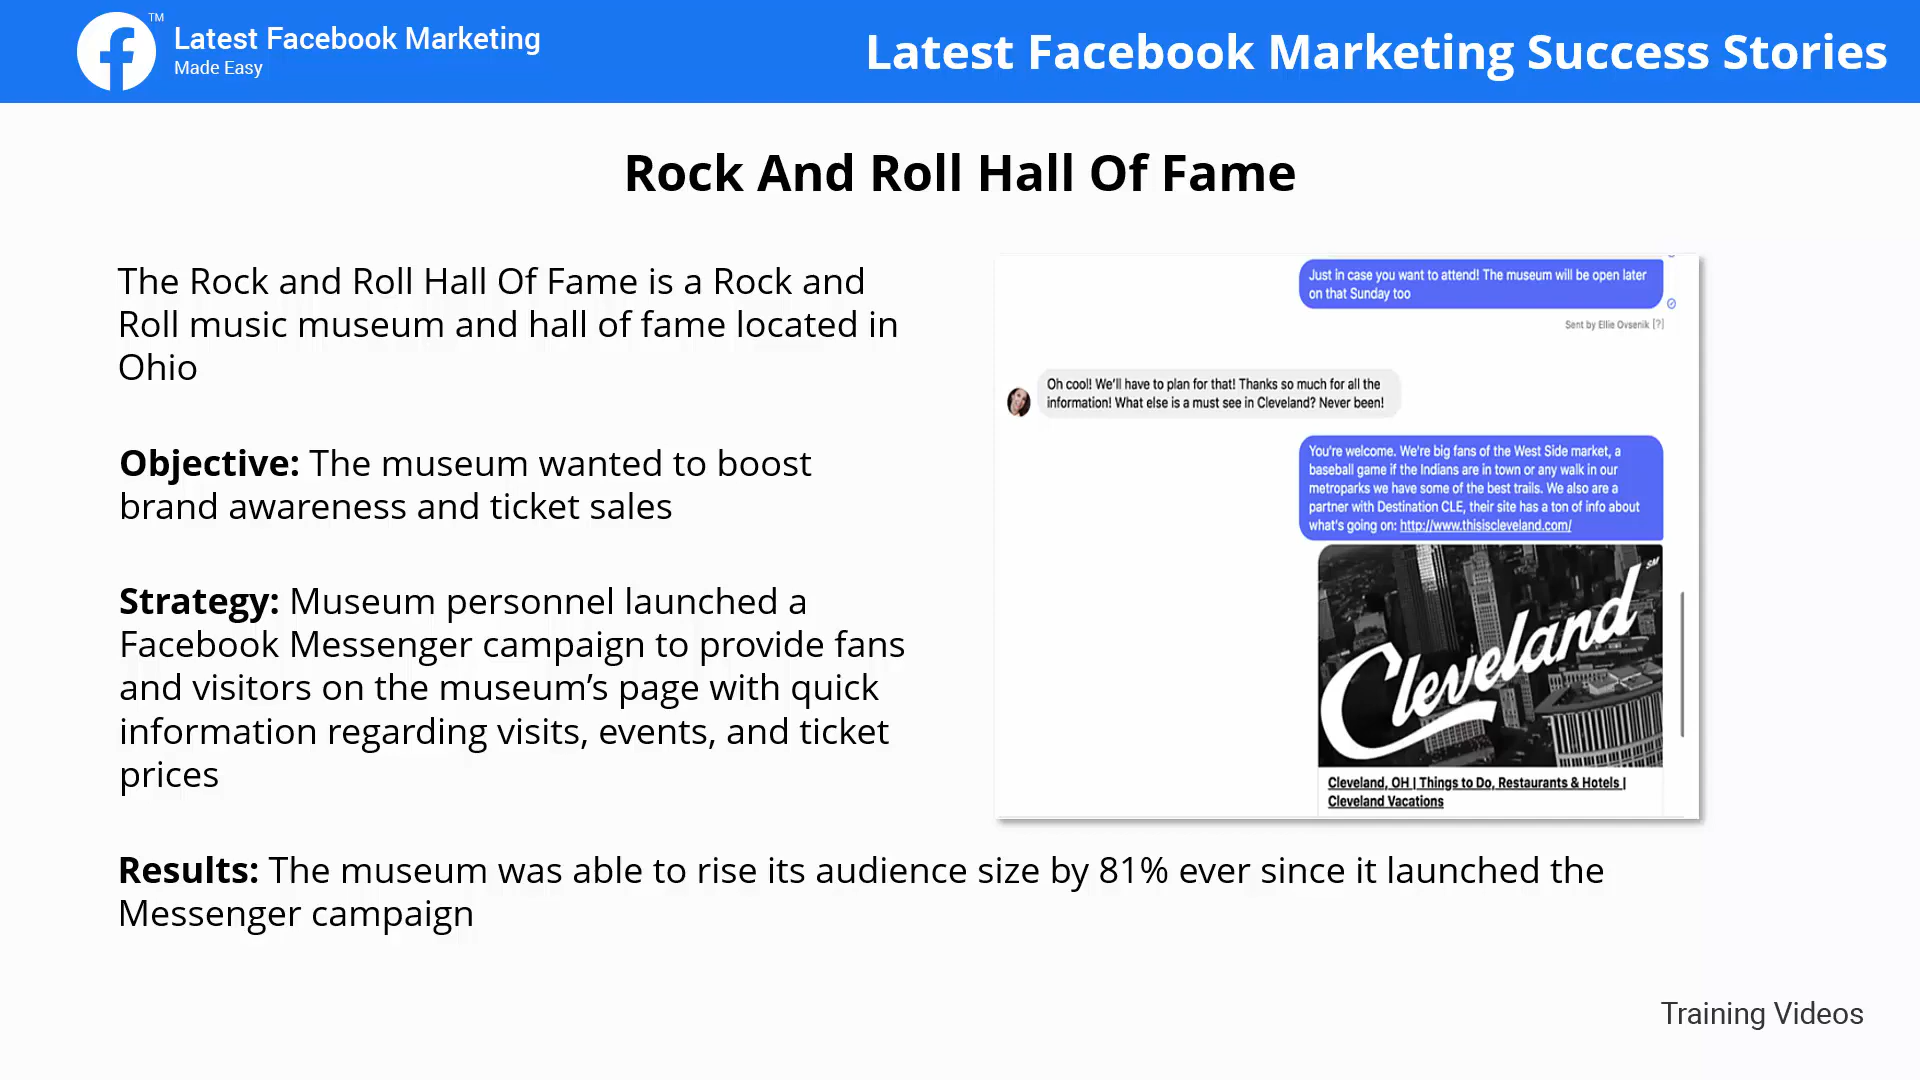 TM
Latest Facebook Marketing
Made Easy
Latest Facebook Marketing Success Stories
Rock And Roll Hall Of Fame
The Rock and Roll Hall Of Fame is a Rock and
Roll music museum and hall of fame located in
Ohio
Objective: The museum wanted to boost
brand awareness and ticket sales
Strategy: Museum personnel launched a
Facebook Messenger campaign to provide fans
and visitors on the museum’s page with quick
information regarding visits, events, and ticket
prices
Just in case you want to attend! The museum will be open later
on that Sunday too
Sent by Ellie Ovsenik [?]
Oh cool! We'll have to plan for that! Thanks so much for all the
information! What else is a must see in Cleveland? Never been!
You're welcome. We're big fans of the West Side market, a
baseball game if the Indians are in town or any walk in our
metroparks we have some of the best trails. We also are a
partner with Destination CLE, their site has a ton of info about
what's going on: http://www.thisiscleveland.com/
Cleveland SM
Cleveland, OH | Things to Do, Restaurants & Hotels |
Cleveland Vacations
Results: The museum was able to rise its audience size by 81% ever since it launched the
Messenger campaign
Training Videos